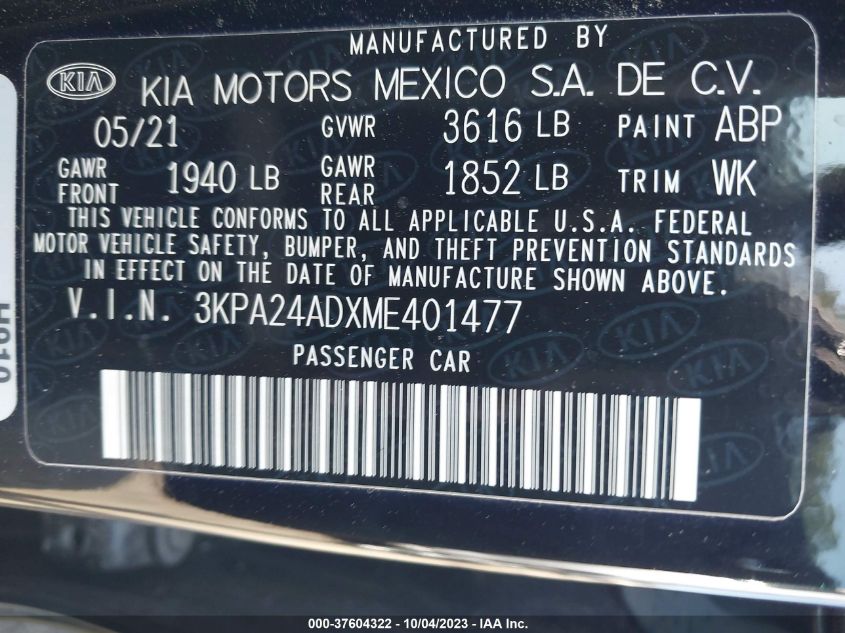 MANUFACTURED BY
KIA KIA MOTORS MEXICO S.A. DE C.V.
05/21 GVWR 3616 LB PAINT ABP
GAWR FRONT 1940 LB GAWR REAR 1852 LB TRIM WK
THIS VEHICLE CONFORMS TO ALL APPLICABLE U.S.A. FEDERAL
MOTOR VEHICLE SAFETY, BUMPER, AND THEFT PREVENTION STANDARDS
IN EFFECT ON THE DATE OF MANUFACTURE SHOWN ABOVE.
V.I.N. 3KPA24ADXME401477
PASSENGER CAR
000-37604322 - 10/04/2023 - IAA Inc.